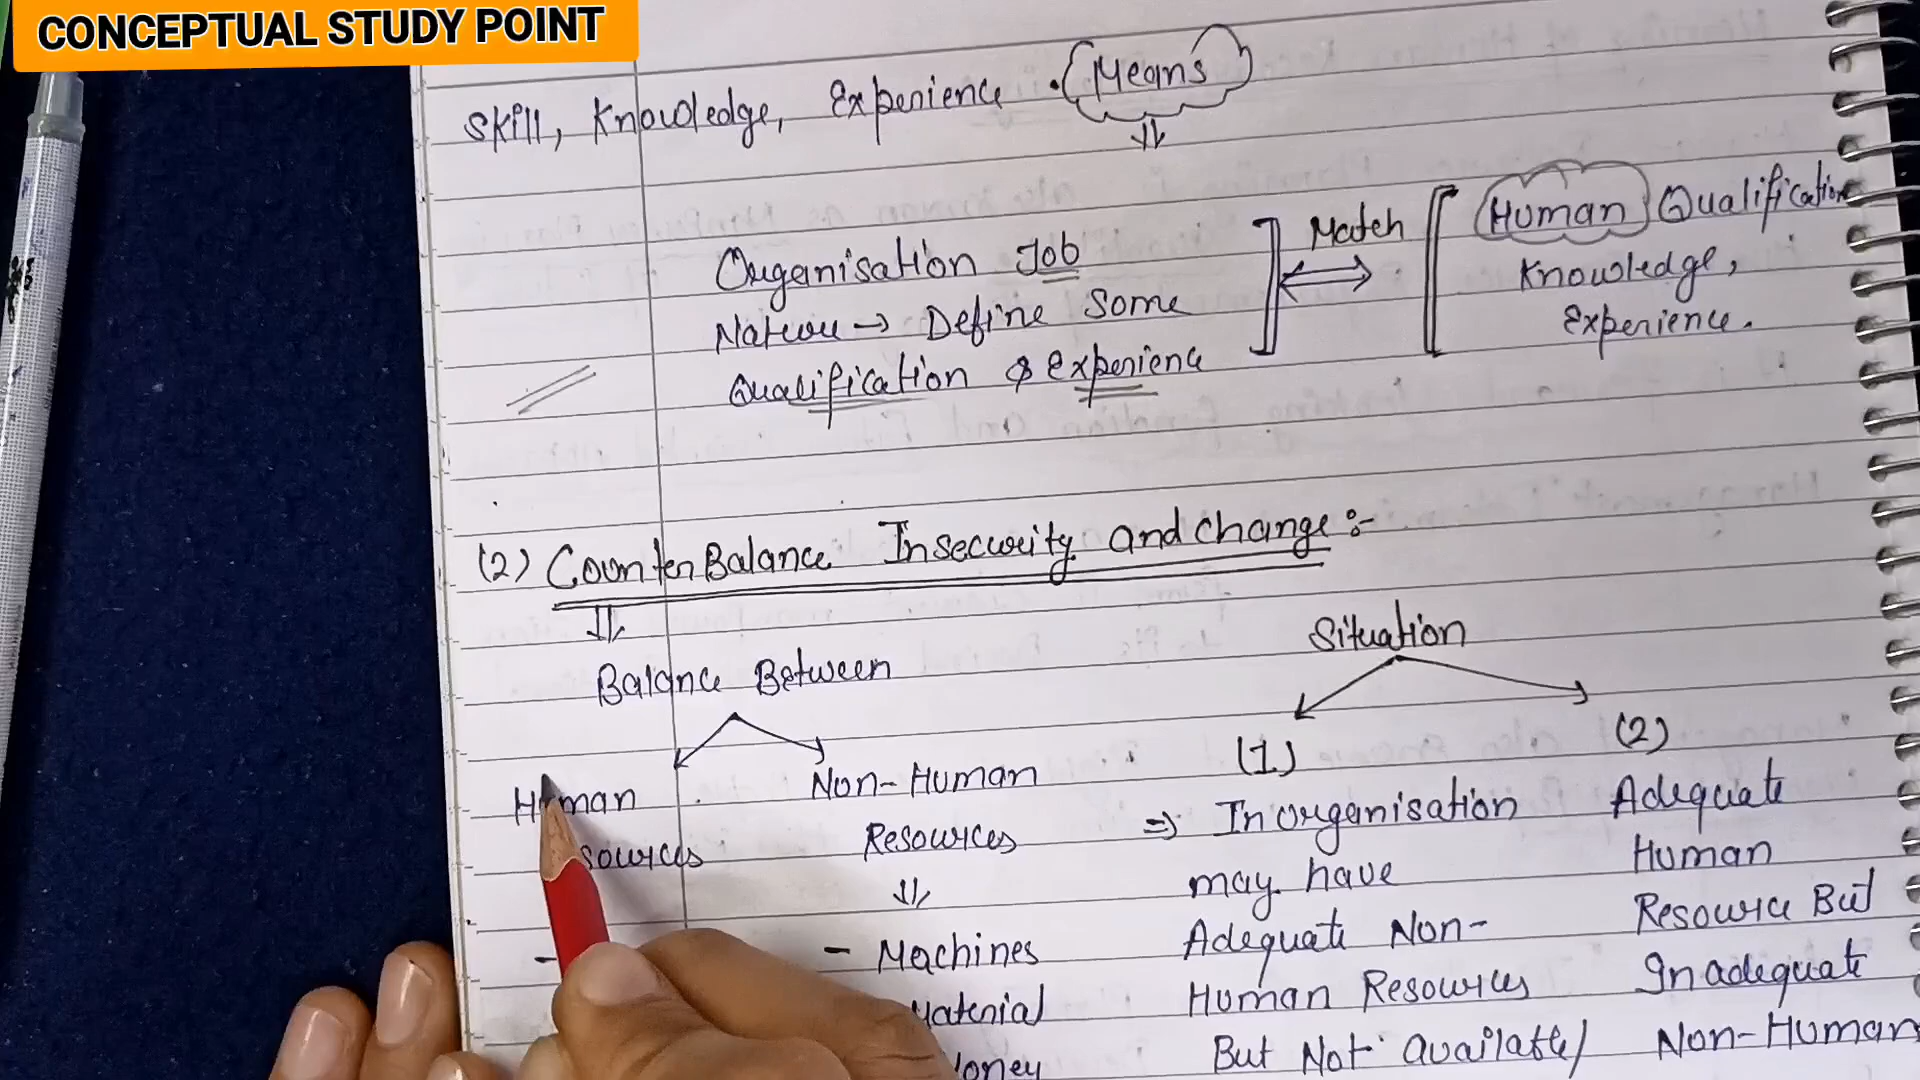 CONCEPTUAL STUDY POINT
Skill, Knowledge, Experience. (Means)
Organisation Job
Nature → Define Some
Qualification & Experience
Match
Human Qualification
Knowledge,
Experience.
(2) Counter Balance Insecurity and change :-
Balance Between
Human
Non-Human
Resources
- Machines
Material
Money
Situation
(1)
⇒ In organisation
may have
Adequate Non-
Human Resources
But Not available/
(2)
Adequate
Human
Resource But
Inadequate
Non-Human